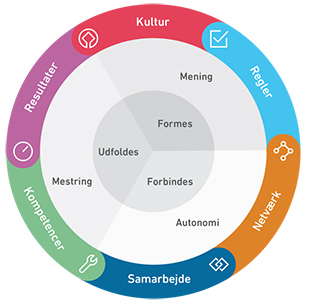 Kultur
Regler
Netværk
Samarbejde
Kompetencer
Resultater
Mening
Autonomi
Mestring
Formes
Forbindes
Udfoldes